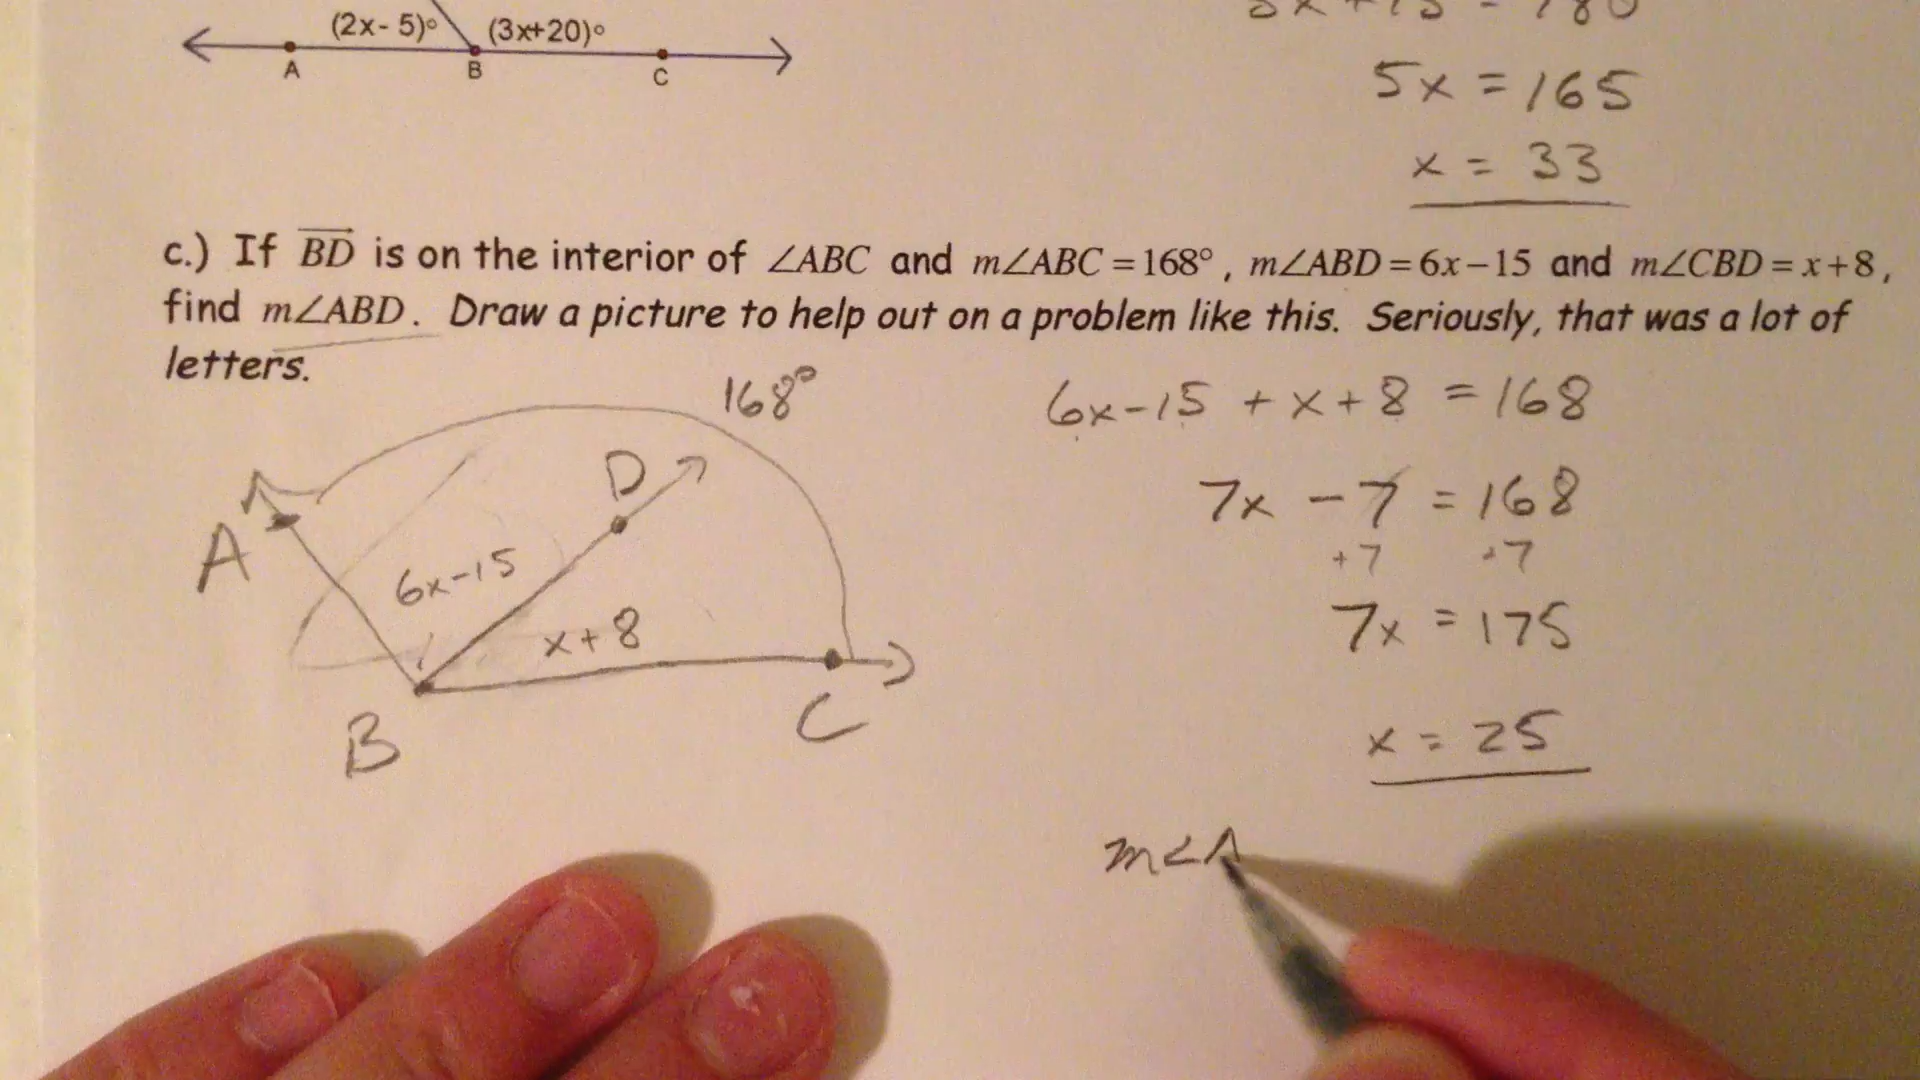 (2x-5)° (3x+20)°
A B C
5x + 15 = 180
5x = 165
x = 33
c.) If BD is on the interior of ∠ABC and m∠ABC = 168°, m∠ABD = 6x – 15 and m∠CBD = x + 8,
find m∠ABD. Draw a picture to help out on a problem like this. Seriously, that was a lot of
letters.
168°
A
D
6x-15
x+8
B
C
6x-15 + x+8 = 168
7x - 7 = 168
+7 +7
7x = 175
x = 25
m∠A